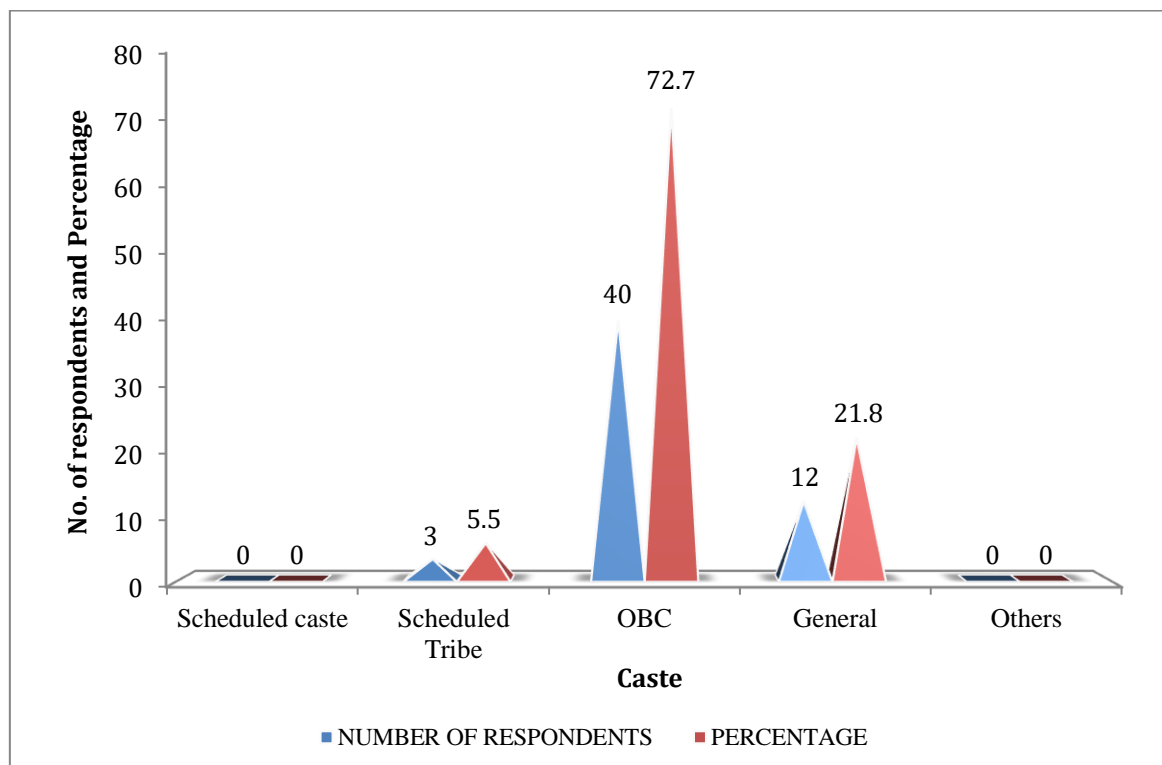 No. of respondents and Percentage
80
70
60
50
40
30
20
10
0
0 0
3 5.5
40 72.7
12 21.8
0 0
Scheduled caste
Scheduled
Tribe
OBC
General
Others
Caste
NUMBER OF RESPONDENTS
PERCENTAGE